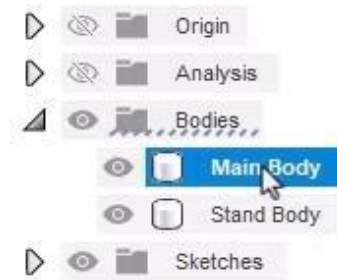 Origin
Analysis
Bodies
Main Body
Stand Body
Sketches